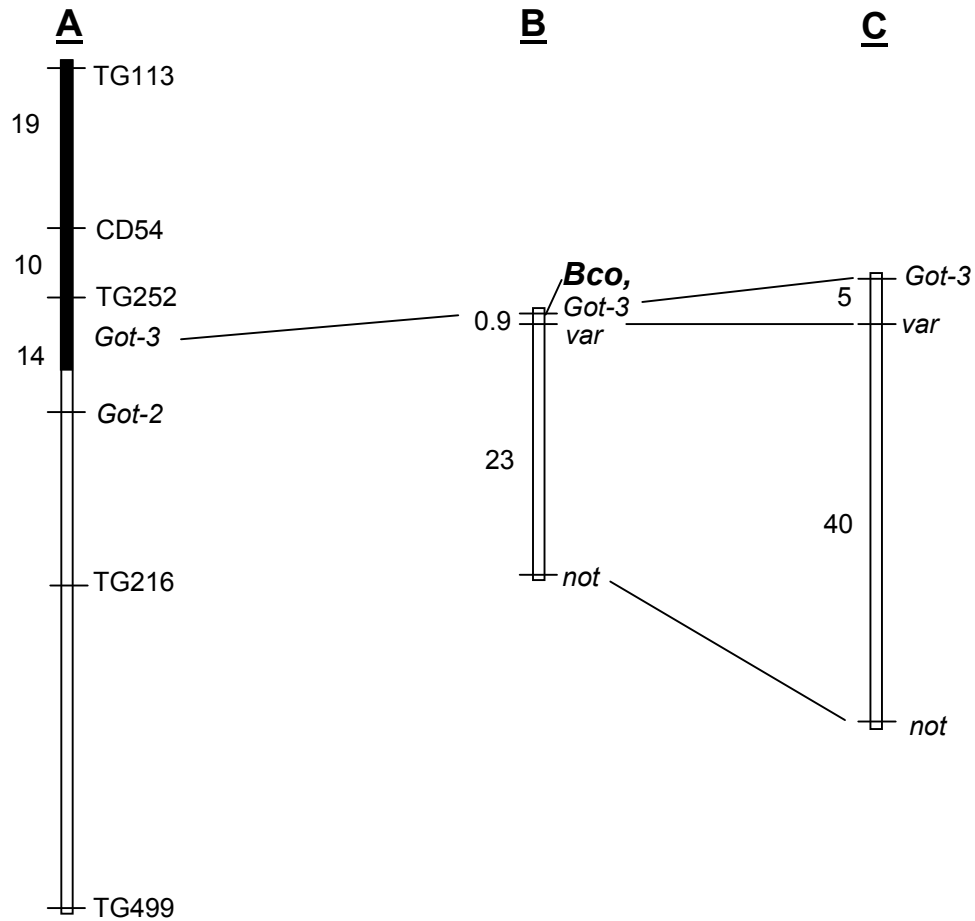 A
B
C
TG113
19
CD54
10
TG252
Got-3
14
Got-2
TG216
TG499
Bco,
Got-3
0.9
var
23
not
Got-3
5
var
40
not